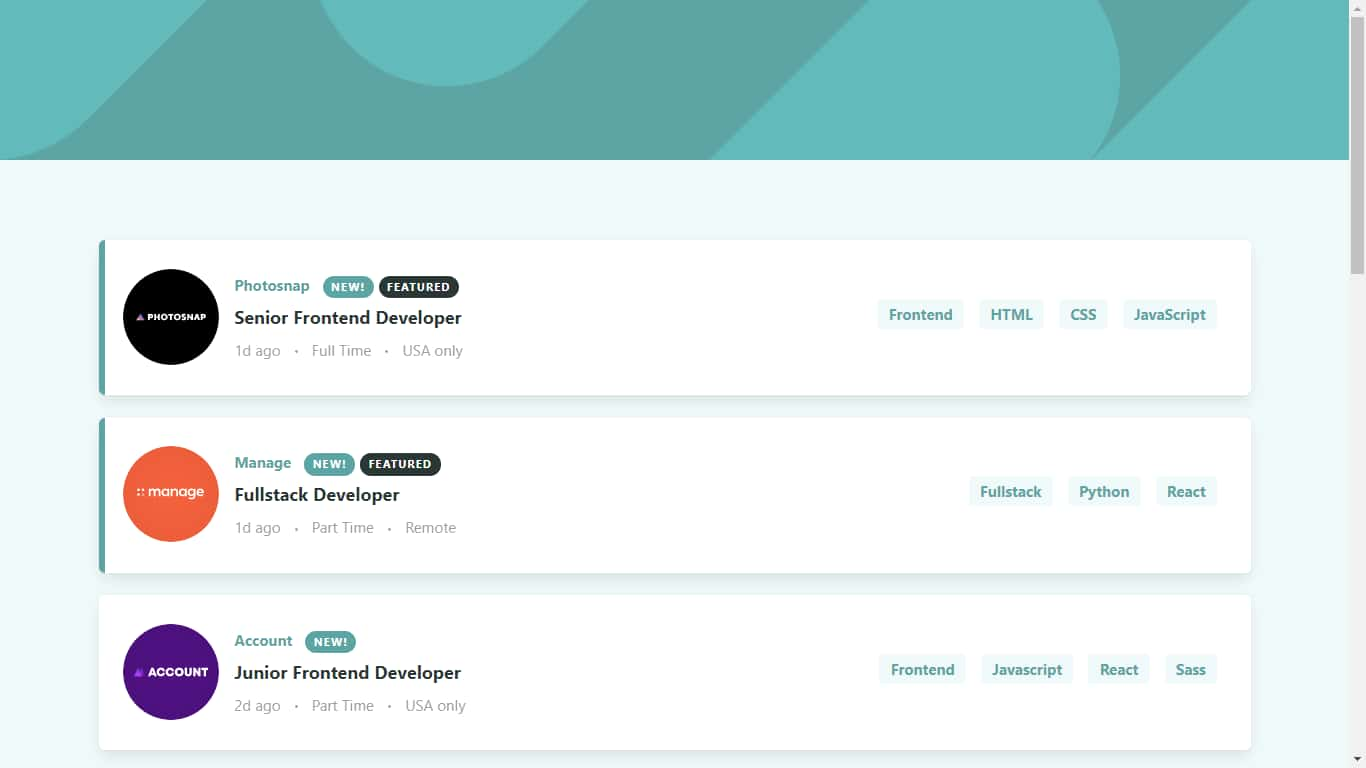 PHOTOSNAP
Photosnap NEW! FEATURED
Senior Frontend Developer
1d ago • Full Time • USA only
Frontend HTML CSS JavaScript
manage
Manage NEW! FEATURED
Fullstack Developer
1d ago • Part Time • Remote
Fullstack Python React
ACCOUNT
Account NEW!
Junior Frontend Developer
2d ago • Part Time • USA only
Frontend Javascript React Sass